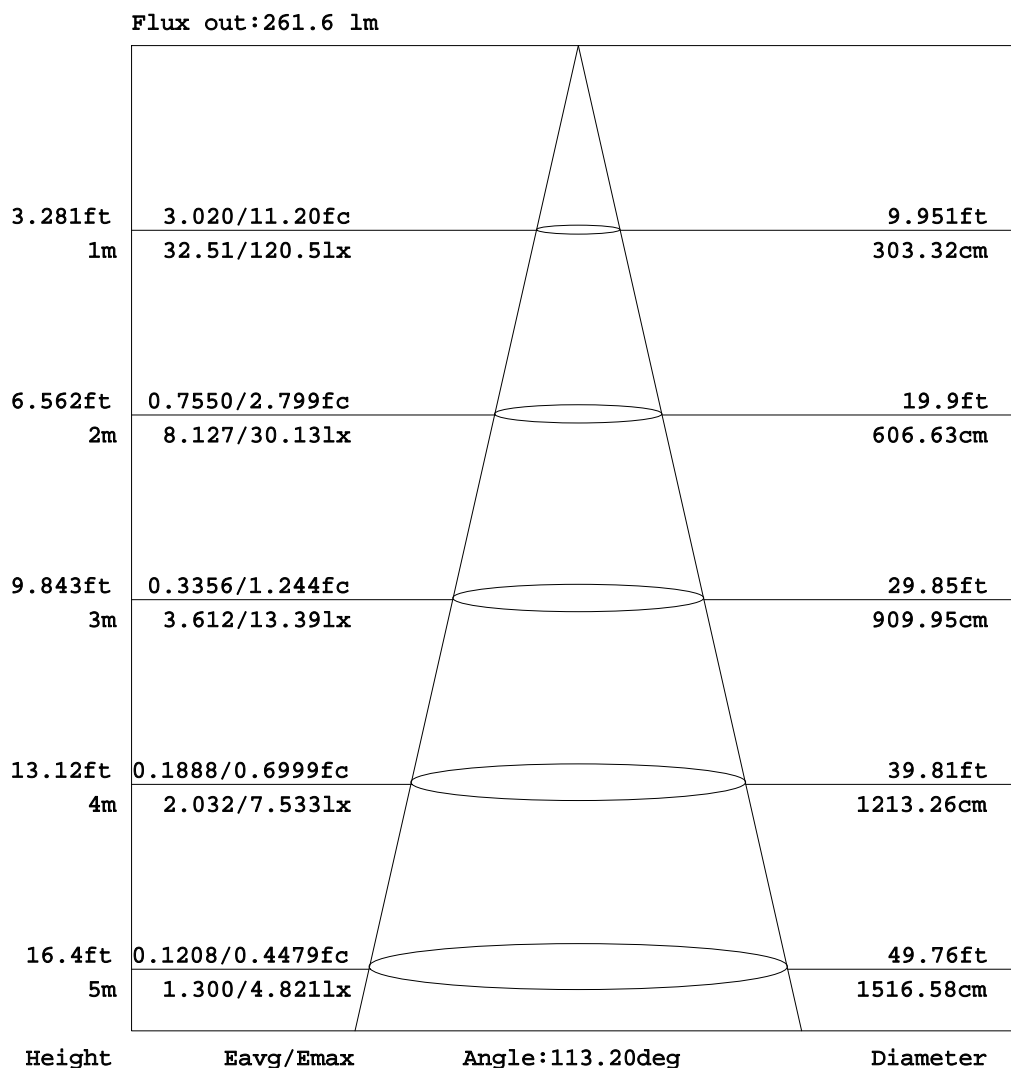 Flux out:261.6 lm
3.281ft 3.020/11.20fc 9.951ft
1m 32.51/120.5lx 303.32cm
6.562ft 0.7550/2.799fc 19.9ft
2m 8.127/30.13lx 606.63cm
9.843ft 0.3356/1.244fc 29.85ft
3m 3.612/13.39lx 909.95cm
13.12ft 0.1888/0.6999fc 39.81ft
4m 2.032/7.533lx 1213.26cm
16.4ft 0.1208/0.4479fc 49.76ft
5m 1.300/4.821lx 1516.58cm
Height Eavg/Emax Angle:113.20deg Diameter